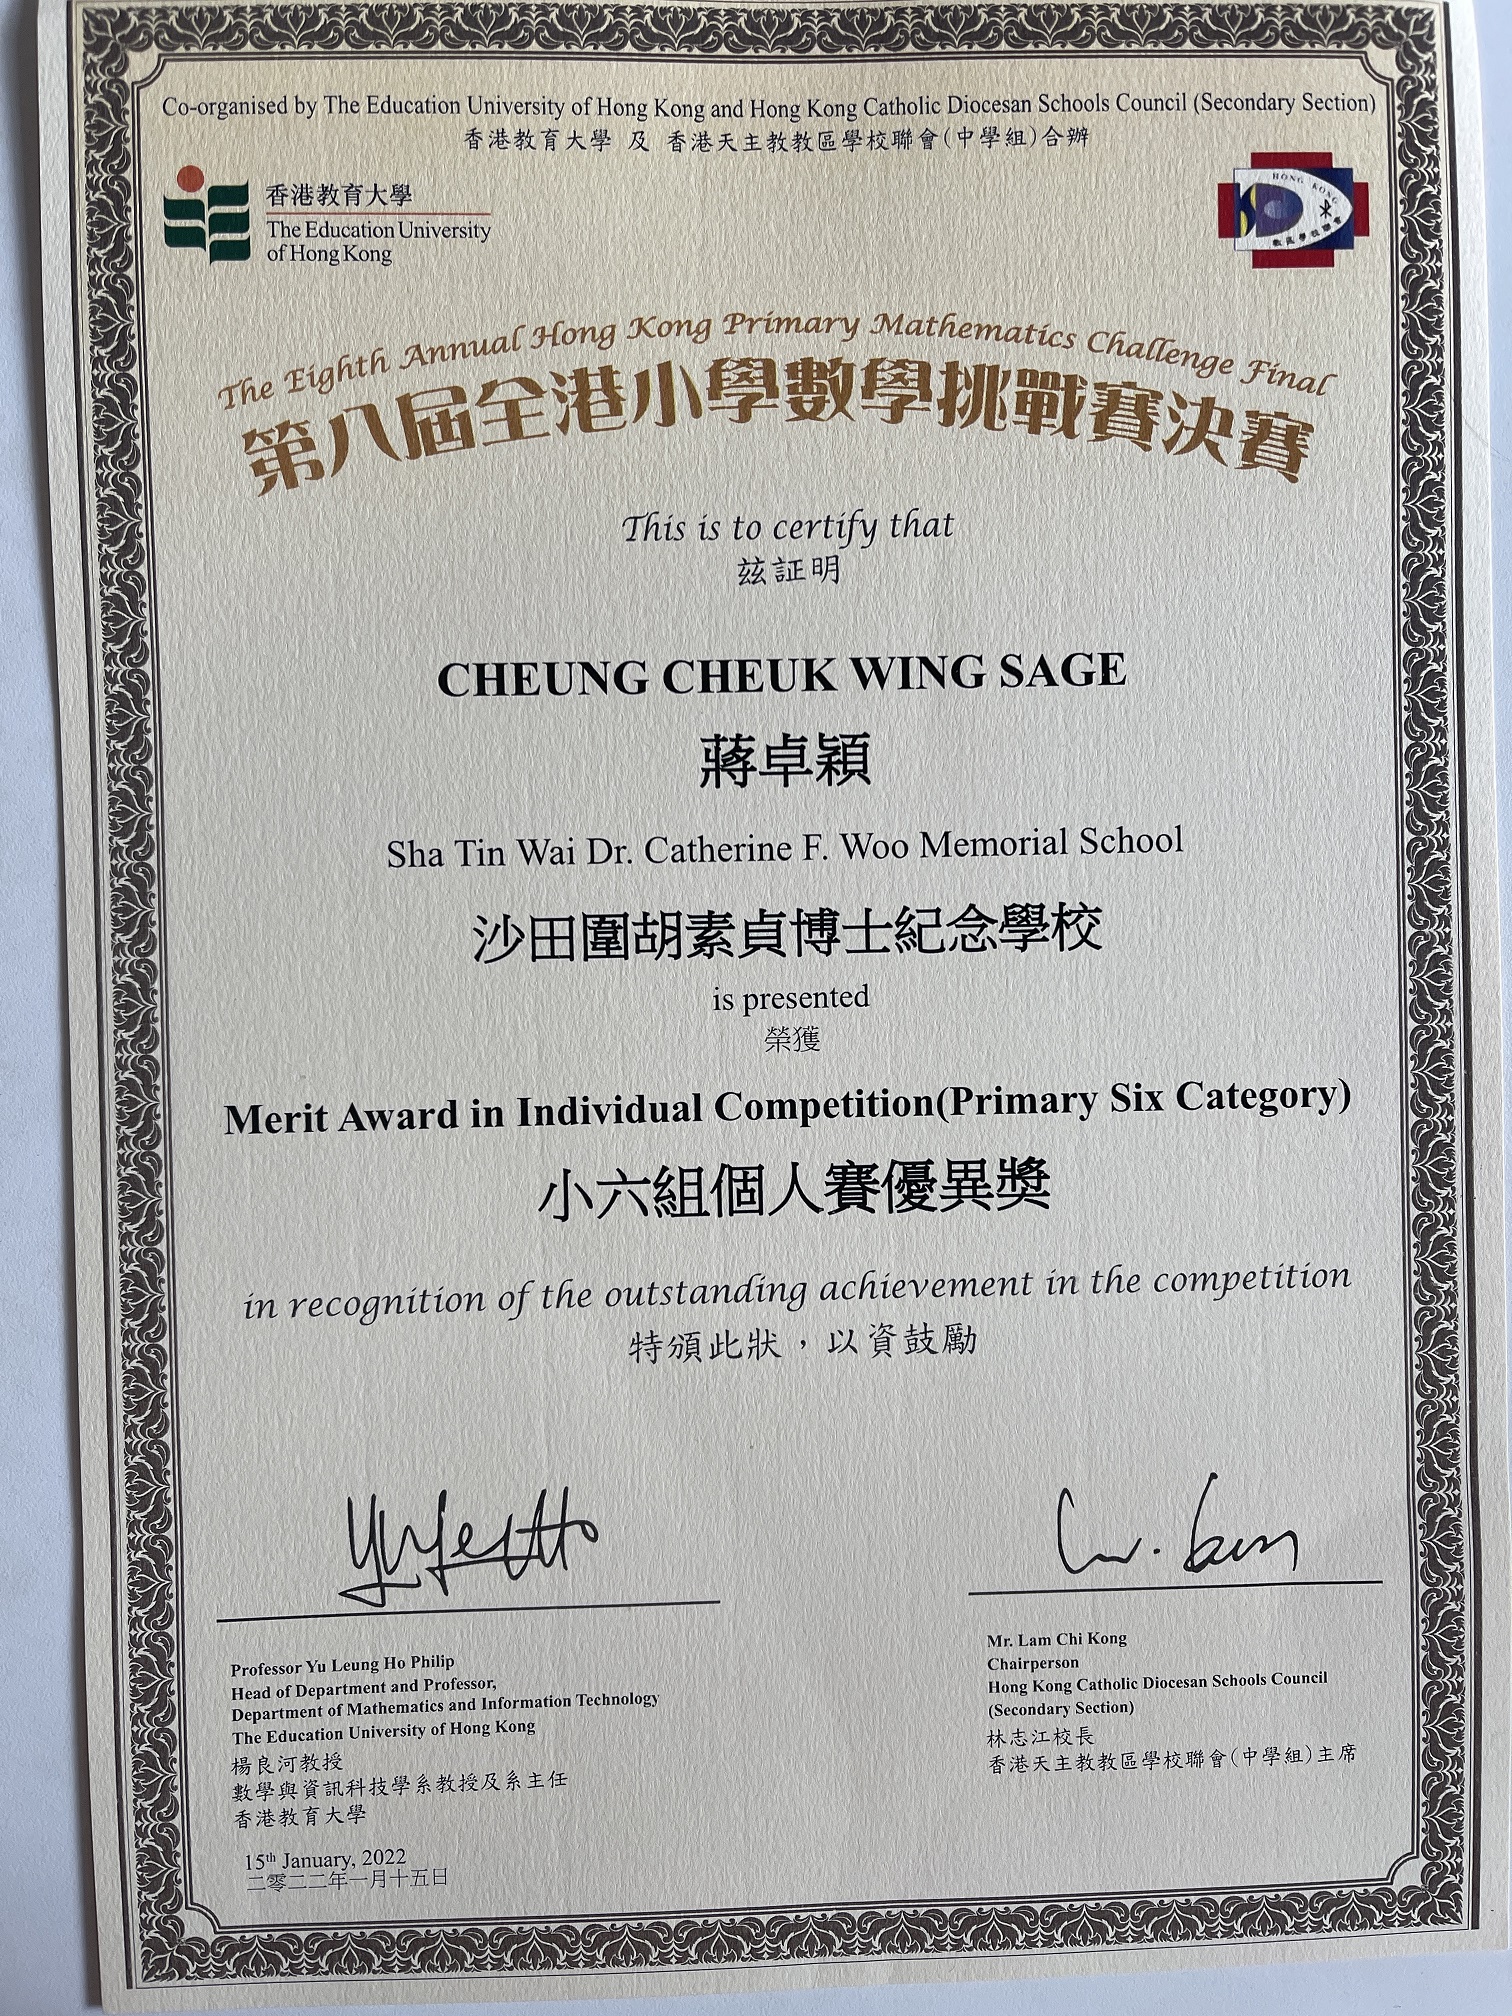 Co-organised by The Education University of Hong Kong and Hong Kong Catholic Diocesan Schools Council (Secondary Section)
香港教育大學 及 香港天主教教區學校聯會(中學組)合辦
香港教育大學
The Education University
of Hong Kong
HONG KONG
教區學校聯會
The Eighth Annual Hong Kong Primary Mathematics Challenge Final
第八屆全港小學數學挑戰賽決賽
This is to certify that
茲証明
CHEUNG CHEUK WING SAGE
蔣卓穎
Sha Tin Wai Dr. Catherine F. Woo Memorial School
沙田圍胡素貞博士紀念學校
is presented
榮獲
Merit Award in Individual Competition(Primary Six Category)
小六組個人賽優異獎
in recognition of the outstanding achievement in the competition
特頒此狀，以資鼓勵
Professor Yu Leung Ho Philip
Head of Department and Professor,
Department of Mathematics and Information Technology
The Education University of Hong Kong
楊良河教授
數學與資訊科技學系教授及系主任
香港教育大學
15th January, 2022
二零二二年一月十五日
Mr. Lam Chi Kong
Chairperson
Hong Kong Catholic Diocesan Schools Council
(Secondary Section)
林志江校長
香港天主教教區學校聯會(中學組)主席